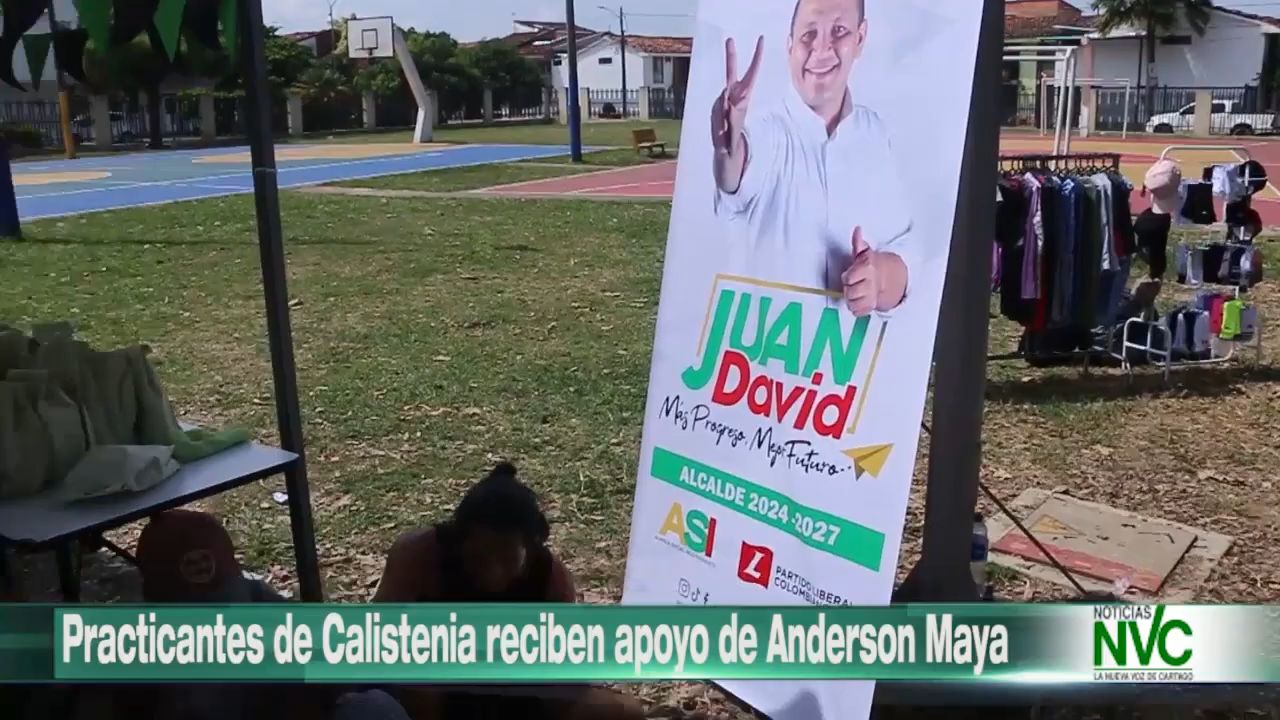 JUAN
David
Más Progreso, Mejor Futuro...
ALCALDE 2024-2027
ASI
L
PARTIDO LIBERAL
COLOMBIANO
Practicantes de Calistenia reciben apoyo de Anderson Maya
NOTICIAS
NVC
LA NUEVA VOZ DE CARTAGO